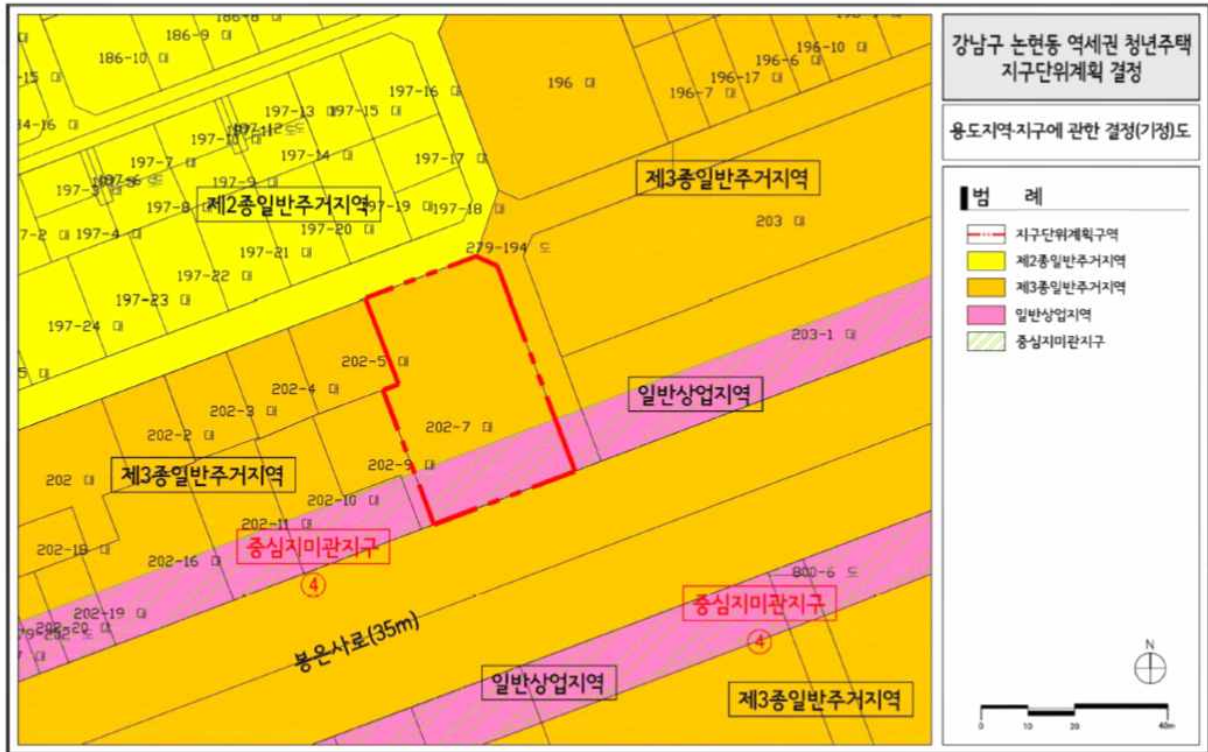 강남구 논현동 역세권 청년주택
지구단위계획 결정
용도지역·지구에 관한 결정(기정)도
범 례
지구단위계획구역
제2종일반주거지역
제3종일반주거지역
일반상업지역
중심지미관지구
186-9 대
186-10 대
196 대
196-10 대
196-6 대
196-17 대
196-7 대
197-16 대
197-13 대
197-15 대
197-7 대
197-14 대
197-17 대
197-9 대
제3종일반주거지역
제2종일반주거지역
197-8 대
197-19 대
197-18 대
197-4 대
197-20 대
203 대
279-194 도
197-21 대
197-22 대
197-23 대
197-24 대
203-1 대
202-5 대
202-4 대
일반상업지역
202-3 대
202-7 대
202-2 대
202-9 대
제3종일반주거지역
202 대
202-10 대
202-11 대
202-18 대
중심지미관지구
202-16 대
4
800-6 도
중심지미관지구
202-19 대
202-20 대
4
봉은사로(35m)
일반상업지역
제3종일반주거지역
N
0 10 20 40m